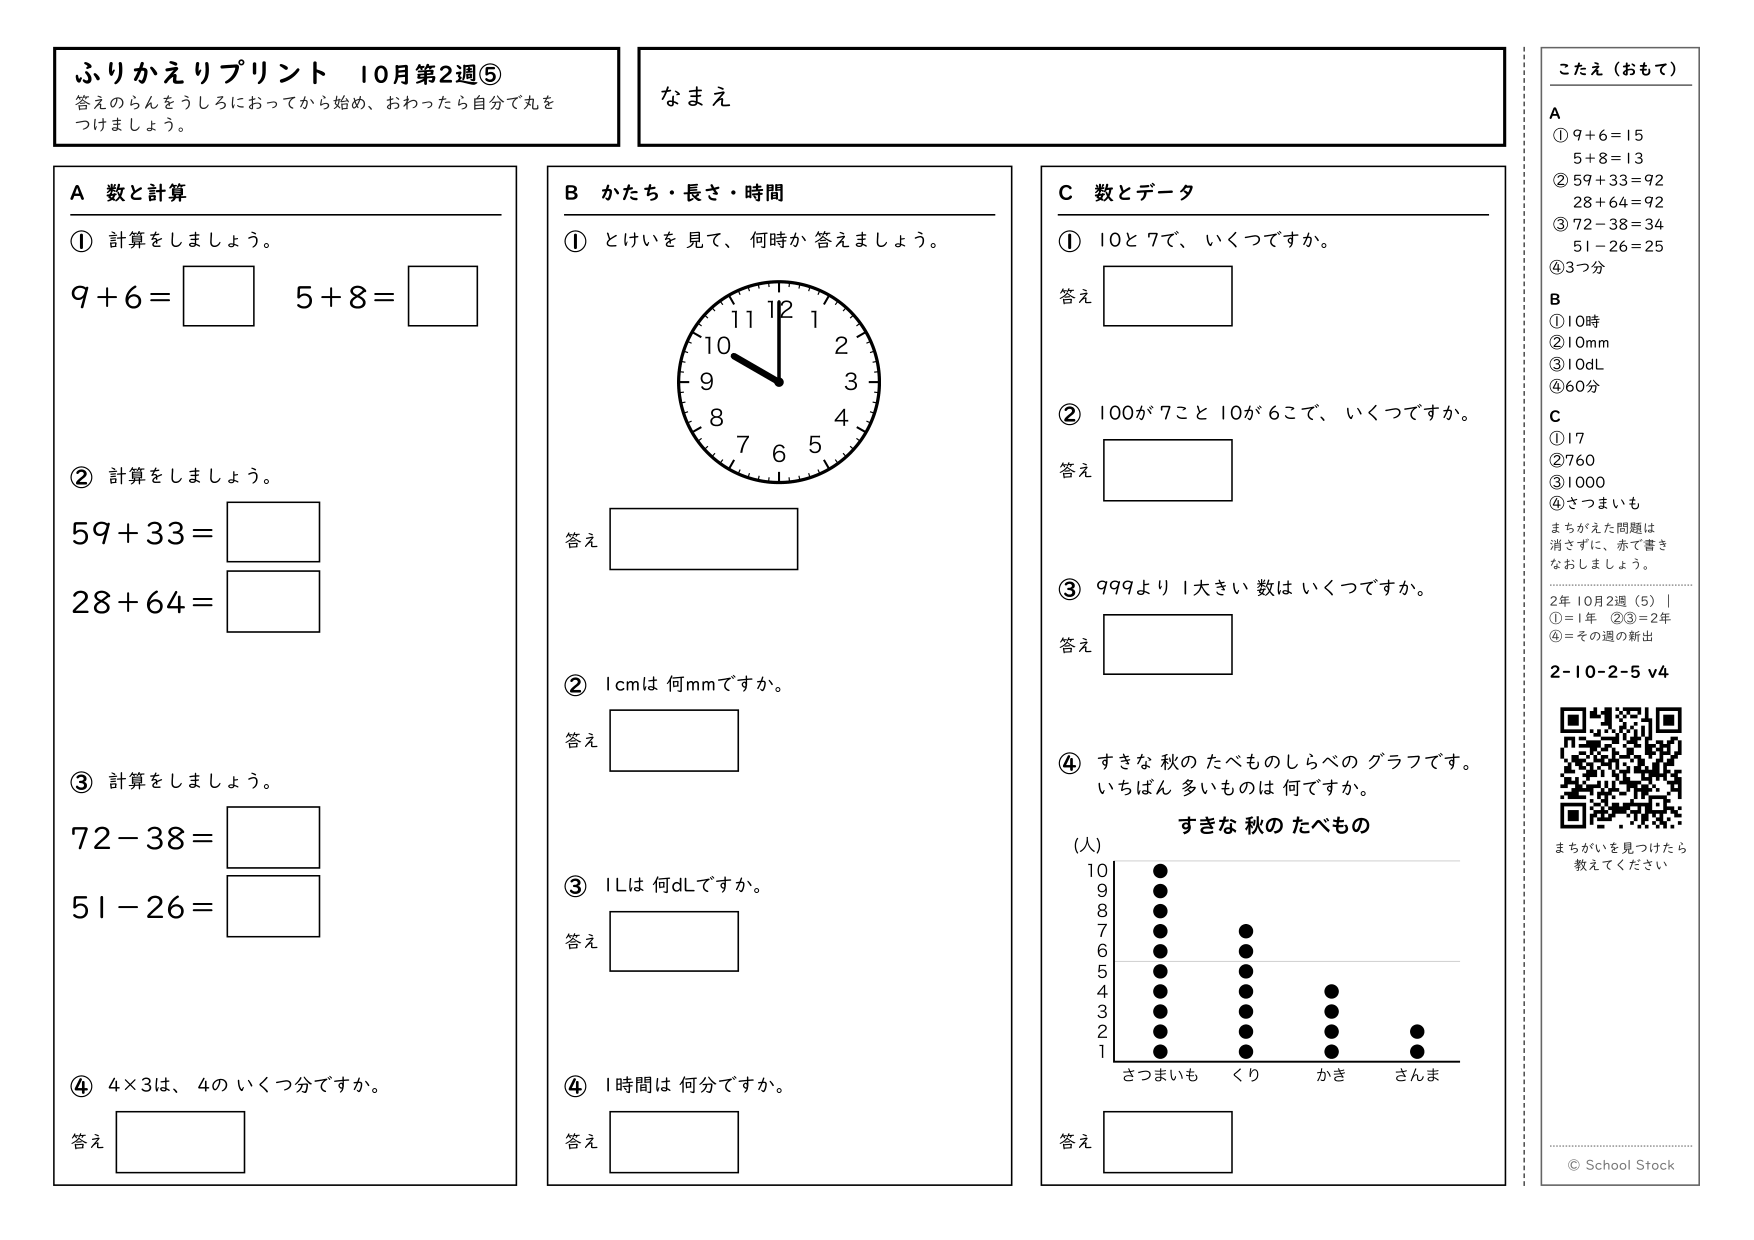 ふりかえりプリント　10月第2週⑤
答えのらんをうしろにおってから始め、おわったら自分で丸を
つけましょう。
なまえ
A　数と計算
① 計算をしましょう。
9＋6＝
5＋8＝
② 計算をしましょう。
59＋33＝
28＋64＝
③ 計算をしましょう。
72－38＝
51－26＝
④ 4×3は、 4の いくつ分ですか。
答え
B　かたち・長さ・時間
① とけいを 見て、 何時か 答えましょう。
12
1
2
3
4
5
6
7
8
9
10
11
答え
② 1cmは 何mmですか。
答え
③ 1Lは 何dLですか。
答え
④ 1時間は 何分ですか。
答え
C　数とデータ
① 10と 7で、 いくつですか。
答え
② 100が 7こと 10が 6こで、 いくつですか。
答え
③ 999より 1大きい 数は いくつですか。
答え
④ すきな 秋の たべものしらべの グラフです。
いちばん 多いものは 何ですか。
すきな 秋の たべもの
(人)
10
9
8
7
6
5
4
3
2
1
さつまいも くり かき さんま
答え
こたえ（おもて）
A
① 9＋6＝15
5＋8＝13
② 59＋33＝92
28＋64＝92
③ 72－38＝34
51－26＝25
④3つ分
B
①10時
②10mm
③10dL
④60分
C
①17
②760
③1000
④さつまいも
まちがえた問題は
消さずに、赤で書き
なおしましょう。
2年 10月2週（5）｜
①＝1年　②③＝2年
④＝その週の新出
2-10-2-5 v4
まちがいを見つけたら
教えてください
© School Stock